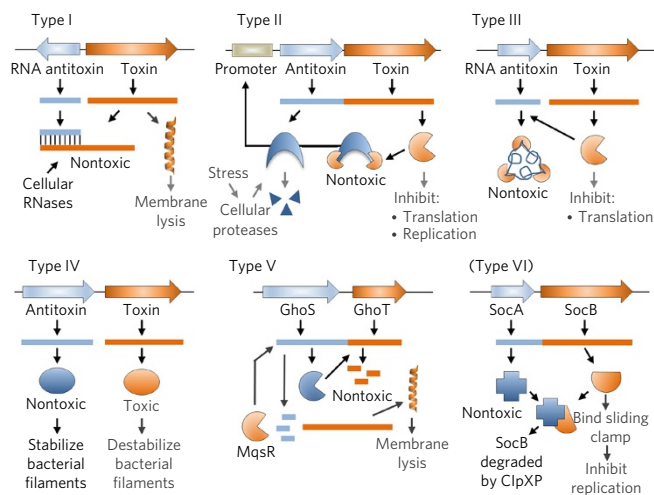 Type I
RNA antitoxin Toxin
Nontoxic
Cellular
RNases
Membrane
lysis
Type II
Promoter Antitoxin Toxin
Nontoxic
Stress
Cellular
proteases
Inhibit:
• Translation
• Replication
Type III
RNA antitoxin Toxin
Nontoxic
Inhibit:
• Translation
Type IV
Antitoxin Toxin
Nontoxic Toxic
Stabilize
bacterial
filaments
Destabilize
bacterial
filaments
Type V
GhoS GhoT
Nontoxic
MqsR
Membrane
lysis
(Type VI)
SocA SocB
Nontoxic
Bind sliding
clamp
SocB
degraded
by ClpXP
Inhibit
replication